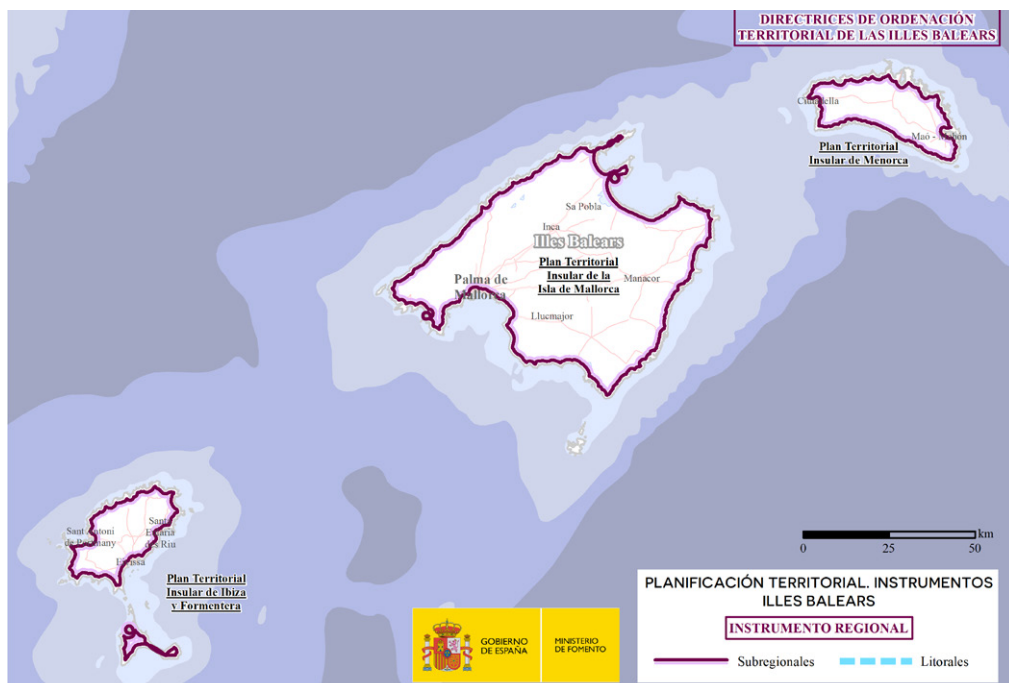 DIRECTRICES DE ORDENACIÓN
TERRITORIAL DE LAS ILLES BALEARS
Ciutadella
Maó - Mahón
Plan Territorial
Insular de Menorca
Sa Pobla
Inca
Illes Balears
Plan Territorial
Insular de la
Isla de Mallorca
Manacor
Palma de
Mallorca
Llucmajor
Sant Antoni
de Portmany
Santa
Eulària
des Riu
Eivissa
Plan Territorial
Insular de Ibiza
y Formentera
km
0 25 50
GOBIERNO
DE ESPAÑA
MINISTERIO
DE FOMENTO
PLANIFICACIÓN TERRITORIAL. INSTRUMENTOS
ILLES BALEARS
INSTRUMENTO REGIONAL
Subregionales
Litorales